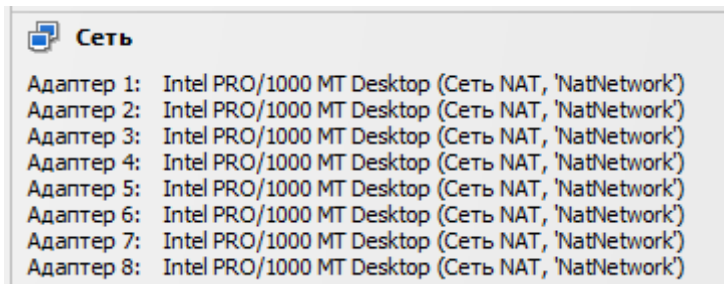 Сеть
Адаптер 1: Intel PRO/1000 MT Desktop (Сеть NAT, 'NatNetwork')
Адаптер 2: Intel PRO/1000 MT Desktop (Сеть NAT, 'NatNetwork')
Адаптер 3: Intel PRO/1000 MT Desktop (Сеть NAT, 'NatNetwork')
Адаптер 4: Intel PRO/1000 MT Desktop (Сеть NAT, 'NatNetwork')
Адаптер 5: Intel PRO/1000 MT Desktop (Сеть NAT, 'NatNetwork')
Адаптер 6: Intel PRO/1000 MT Desktop (Сеть NAT, 'NatNetwork')
Адаптер 7: Intel PRO/1000 MT Desktop (Сеть NAT, 'NatNetwork')
Адаптер 8: Intel PRO/1000 MT Desktop (Сеть NAT, 'NatNetwork')